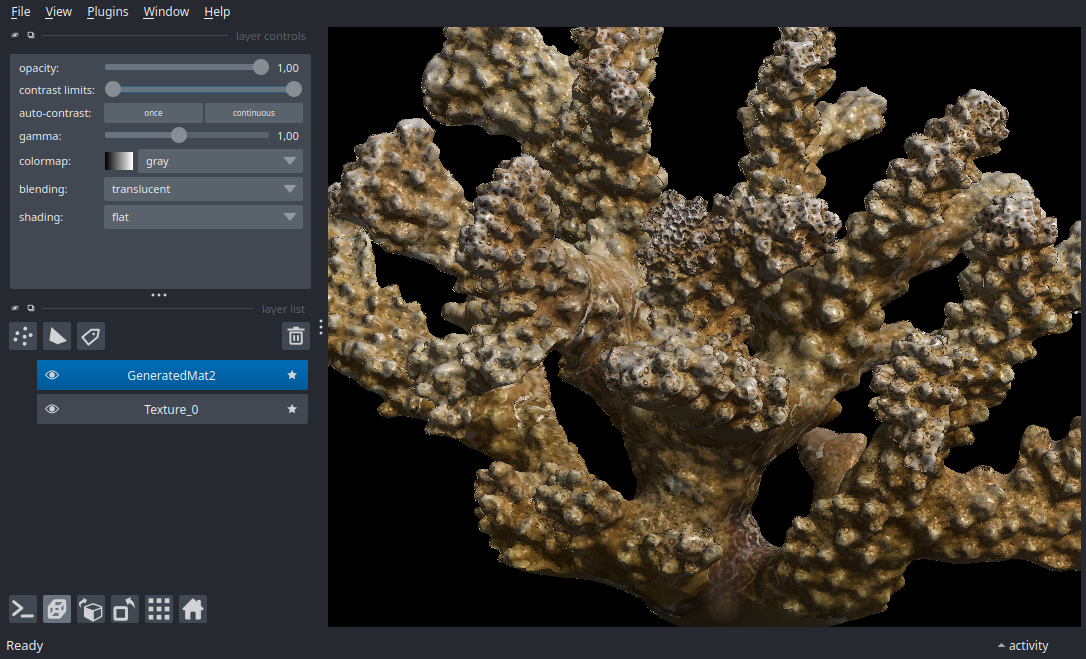 File View Plugins Window Help
layer controls
opacity: 1,00
contrast limits:
auto-contrast: once continuous
gamma: 1,00
colormap: gray
blending: translucent
shading: flat
layer list
GeneratedMat2
Texture_0
Ready activity